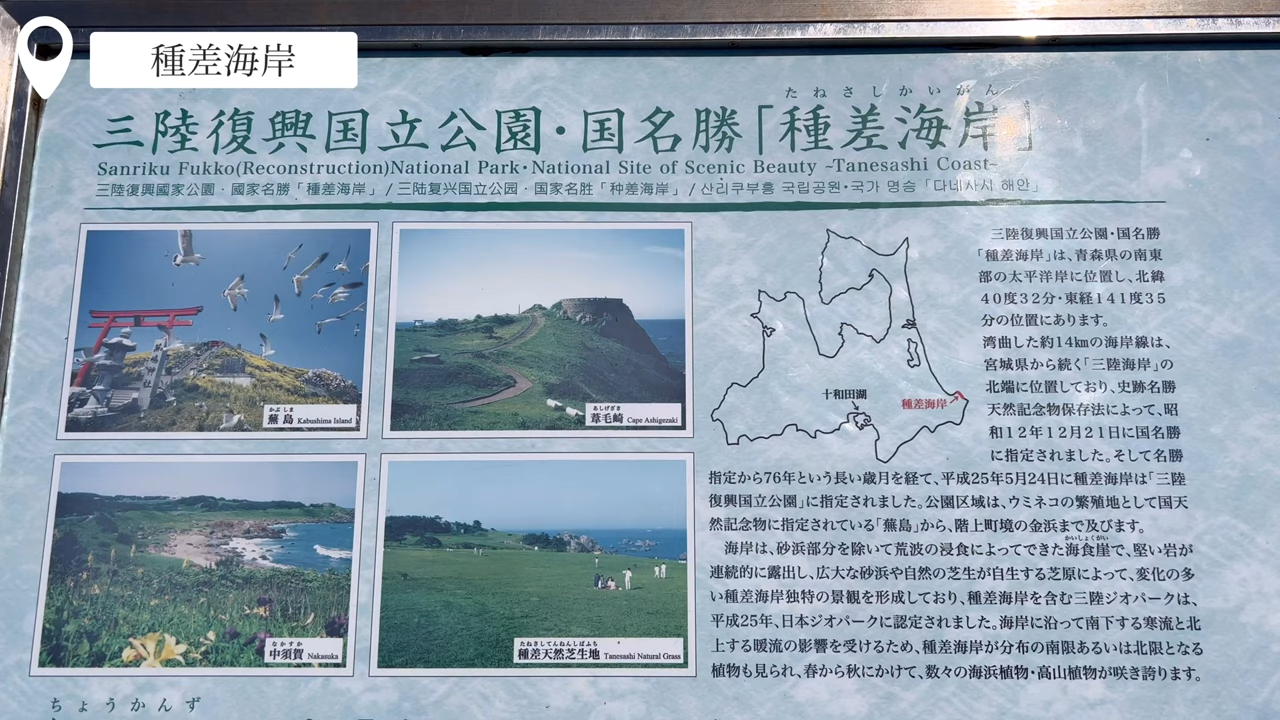 種差海岸
たねさしかいがん
三陸復興国立公園・国名勝「種差海岸」
Sanriku Fukko(Reconstruction)National Park・National Site of Scenic Beauty ~Tanesashi Coast~
三陸復興國家公園・國家名勝「種差海岸」/三陆复兴国立公园・国家名胜「种差海岸」/산리쿠부흥 국립공원・국가 명승「다네사시 해안」
かぶしま
蕪島 Kabushima Island
あしげざき
葦毛崎 Cape Ashigezaki
なかすか
中須賀 Nakasuka
たねさしてんねんしばふち
種差天然芝生地 Tanesashi Natural Grass
十和田湖
種差海岸
三陸復興国立公園・国名勝
「種差海岸」は、青森県の南東
部の太平洋岸に位置し、北緯
40度32分・東経141度35
分の位置にあります。
湾曲した約14㎞の海岸線は、
宮城県から続く「三陸海岸」の
北端に位置しており、史跡名勝
天然記念物保存法によって、昭
和12年12月21日に国名勝
に指定されました。そして名勝
指定から76年という長い歳月を経て、平成25年5月24日に種差海岸は「三陸
復興国立公園」に指定されました。公園区域は、ウミネコの繁殖地として国天
然記念物に指定されている「蕪島」から、階上町境の金浜まで及びます。
かいしょくがい
海岸は、砂浜部分を除いて荒波の浸食によってできた海食崖で、堅い岩が
連続的に露出し、広大な砂浜や自然の芝生が自生する芝原によって、変化の多
い種差海岸独特の景観を形成しており、種差海岸を含む三陸ジオパークは、
平成25年、日本ジオパークに認定されました。海岸に沿って南下する寒流と北
上する暖流の影響を受けるため、種差海岸が分布の南限あるいは北限となる
植物も見られ、春から秋にかけて、数々の海浜植物・高山植物が咲き誇ります。
ちょうかんず